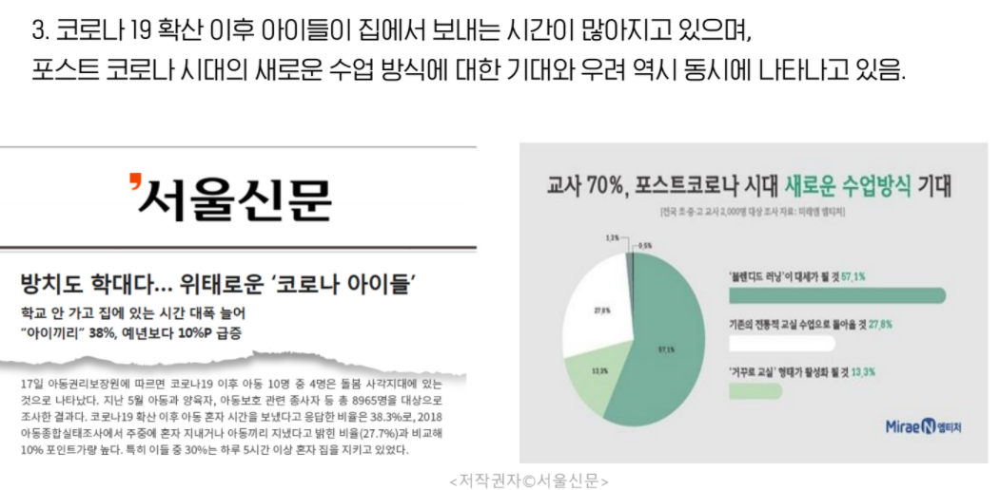 3. 코로나 19 확산 이후 아이들이 집에서 보내는 시간이 많아지고 있으며,
포스트 코로나 시대의 새로운 수업 방식에 대한 기대와 우려 역시 동시에 나타나고 있음.
서울신문
방치도 학대다... 위태로운 ‘코로나 아이들’
학교 안 가고 집에 있는 시간 대폭 늘어
“아이끼리” 38%, 예년보다 10%P 급증
17일 아동권리보장원에 따르면 코로나19 이후 아동 10명 중 4명은 돌봄 사각지대에 있는
것으로 나타났다. 지난 5월 아동과 양육자, 아동보호 관련 종사자 등 총 8965명을 대상으로
조사한 결과다. 코로나19 확산 이후 아동 혼자 시간을 보냈다고 응답한 비율은 38.3%로, 2018
아동종합실태조사에서 주중에 혼자 지내거나 아동끼리 지냈다고 밝힌 비율(27.7%)과 비교해
10% 포인트가량 높다. 특히 이들 중 30%는 하루 5시간 이상 혼자 집을 지키고 있었다.
교사 70%, 포스트코로나 시대 새로운 수업방식 기대
[전국 초·중·고 교사 2,000명 대상 조사 자료: 미래엔 엠티처]
1,3%
0,5%
27,8%
13,3%
57,1%
‘블렌디드 러닝’이 대세가 될 것 57,1%
기존의 전통적 교실 수업으로 돌아올 것 27,8%
‘거꾸로 교실’ 형태가 활성화 될 것 13,3%
Mirae N 엠티처
<저작권자©서울신문>